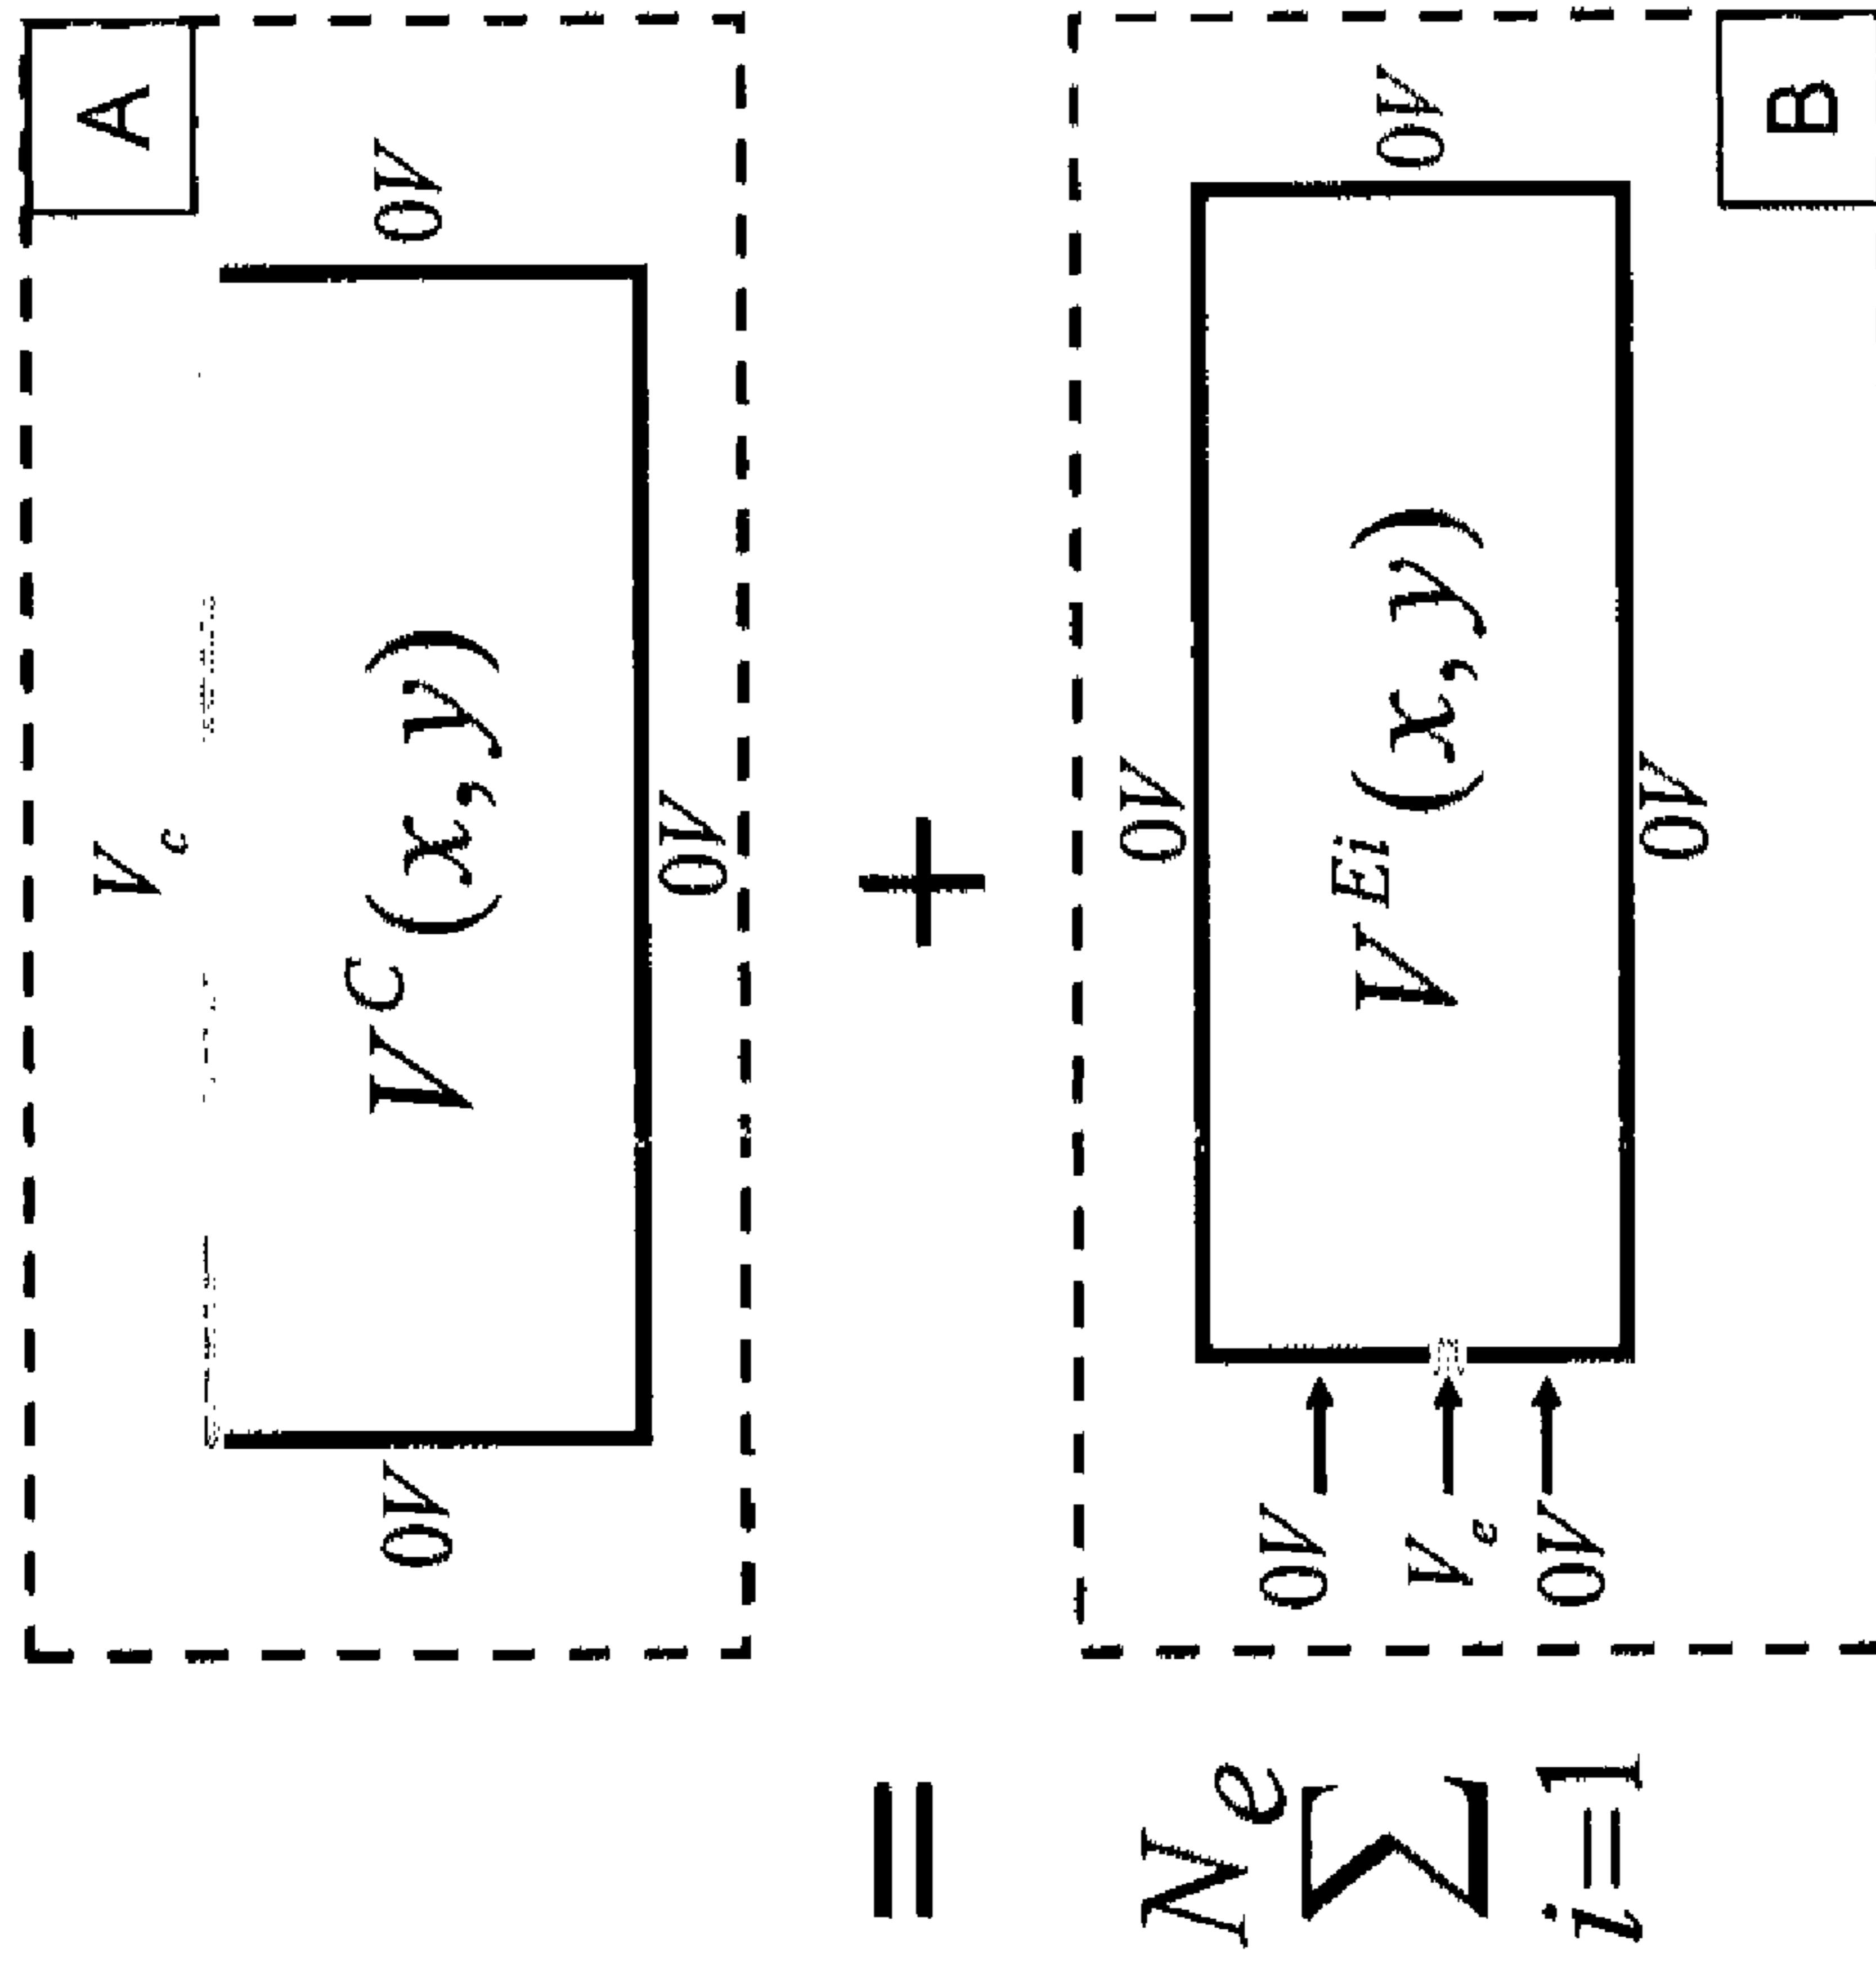 A
V_c
0V V^C(x,y) 0V
0V
= +
0V
N_e
∑
i=1
0V
V_e
0V
V^{Ei}(x,y)
0V
0V
B